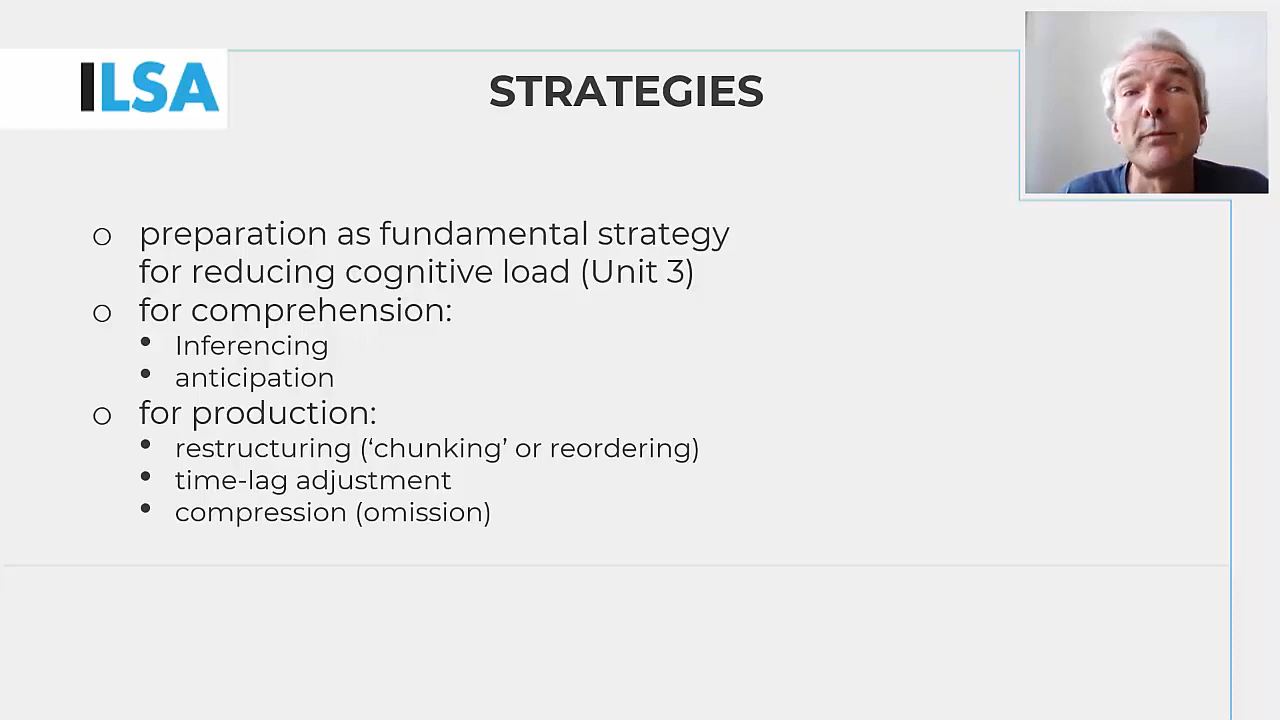 ILSA
STRATEGIES
o preparation as fundamental strategy
for reducing cognitive load (Unit 3)
o for comprehension:
• Inferencing
• anticipation
o for production:
• restructuring (‘chunking’ or reordering)
• time-lag adjustment
• compression (omission)